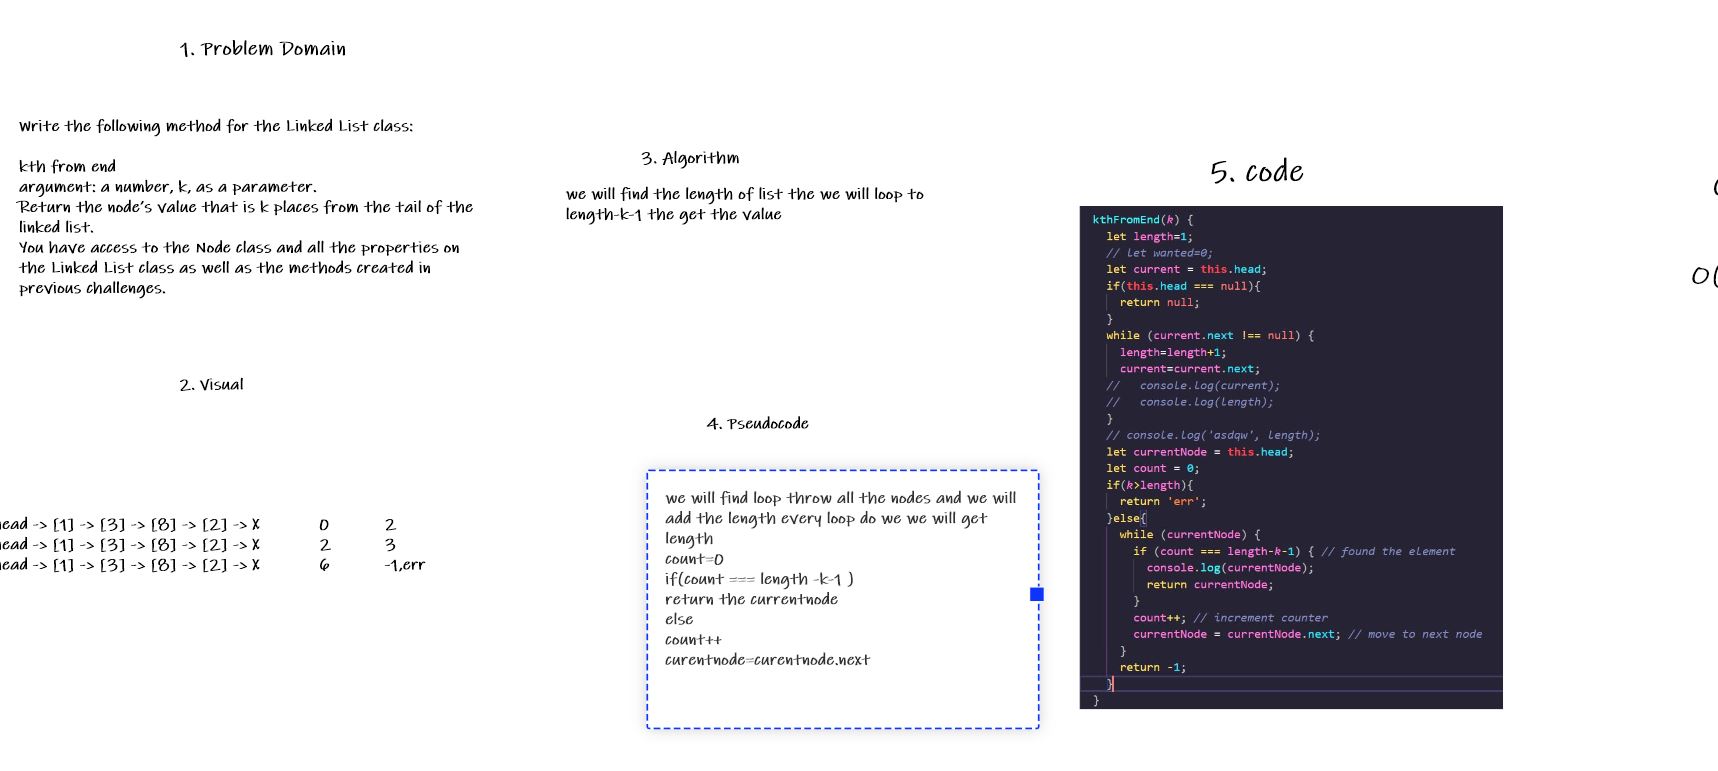 1. Problem Domain
Write the following method for the Linked List class:
kth from end
argument: a number, k, as a parameter.
Return the node's value that is k places from the tail of the
linked list.
You have access to the Node class and all the properties on
the Linked List class as well as the methods created in
previous challenges.
2. Visual
ead -> [1] -> [3] -> [8] -> [2] -> X 0 2
ead -> [1] -> [3] -> [8] -> [2] -> X 2 3
ead -> [1] -> [3] -> [8] -> [2] -> X 6 -1,err
3. Algorithm
we will find the length of list the we will loop to
length-k-1 the get the value
4. Pseudocode
we will find loop throw all the nodes and we will
add the length every loop do we we will get
length
count=0
if(count === length -k-1 )
return the currentnode
else
count++
curentnode=curentnode.next
5. code
kthFromEnd(k) {
let length=1;
// let wanted=0;
let current = this.head;
if(this.head === null){
return null;
}
while (current.next !== null) {
length=length+1;
current=current.next;
//   console.log(current);
//   console.log(length);
}
// console.log('asdqw', length);
let currentNode = this.head;
let count = 0;
if(k>length){
return 'err';
}else{
while (currentNode) {
if (count === length-k-1) { // found the element
console.log(currentNode);
return currentNode;
}
count++; // increment counter
currentNode = currentNode.next; // move to next node
}
return -1;
}
}
O(